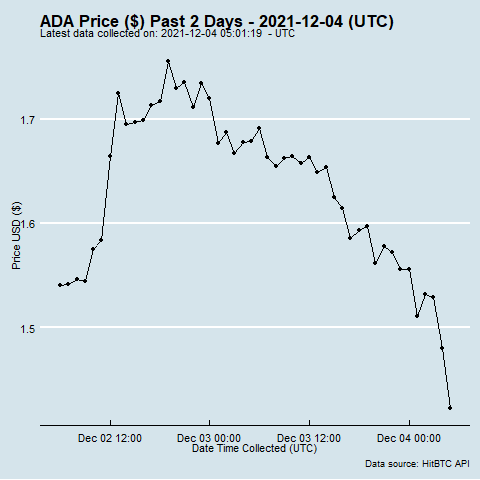 ADA Price ($) Past 2 Days - 2021-12-04 (UTC)
Latest data collected on: 2021-12-04 05:01:19  - UTC
1.7
1.6
1.5
Price USD ($)
Dec 02 12:00
Dec 03 00:00
Dec 03 12:00
Dec 04 00:00
Date Time Collected (UTC)
Data source: HitBTC API